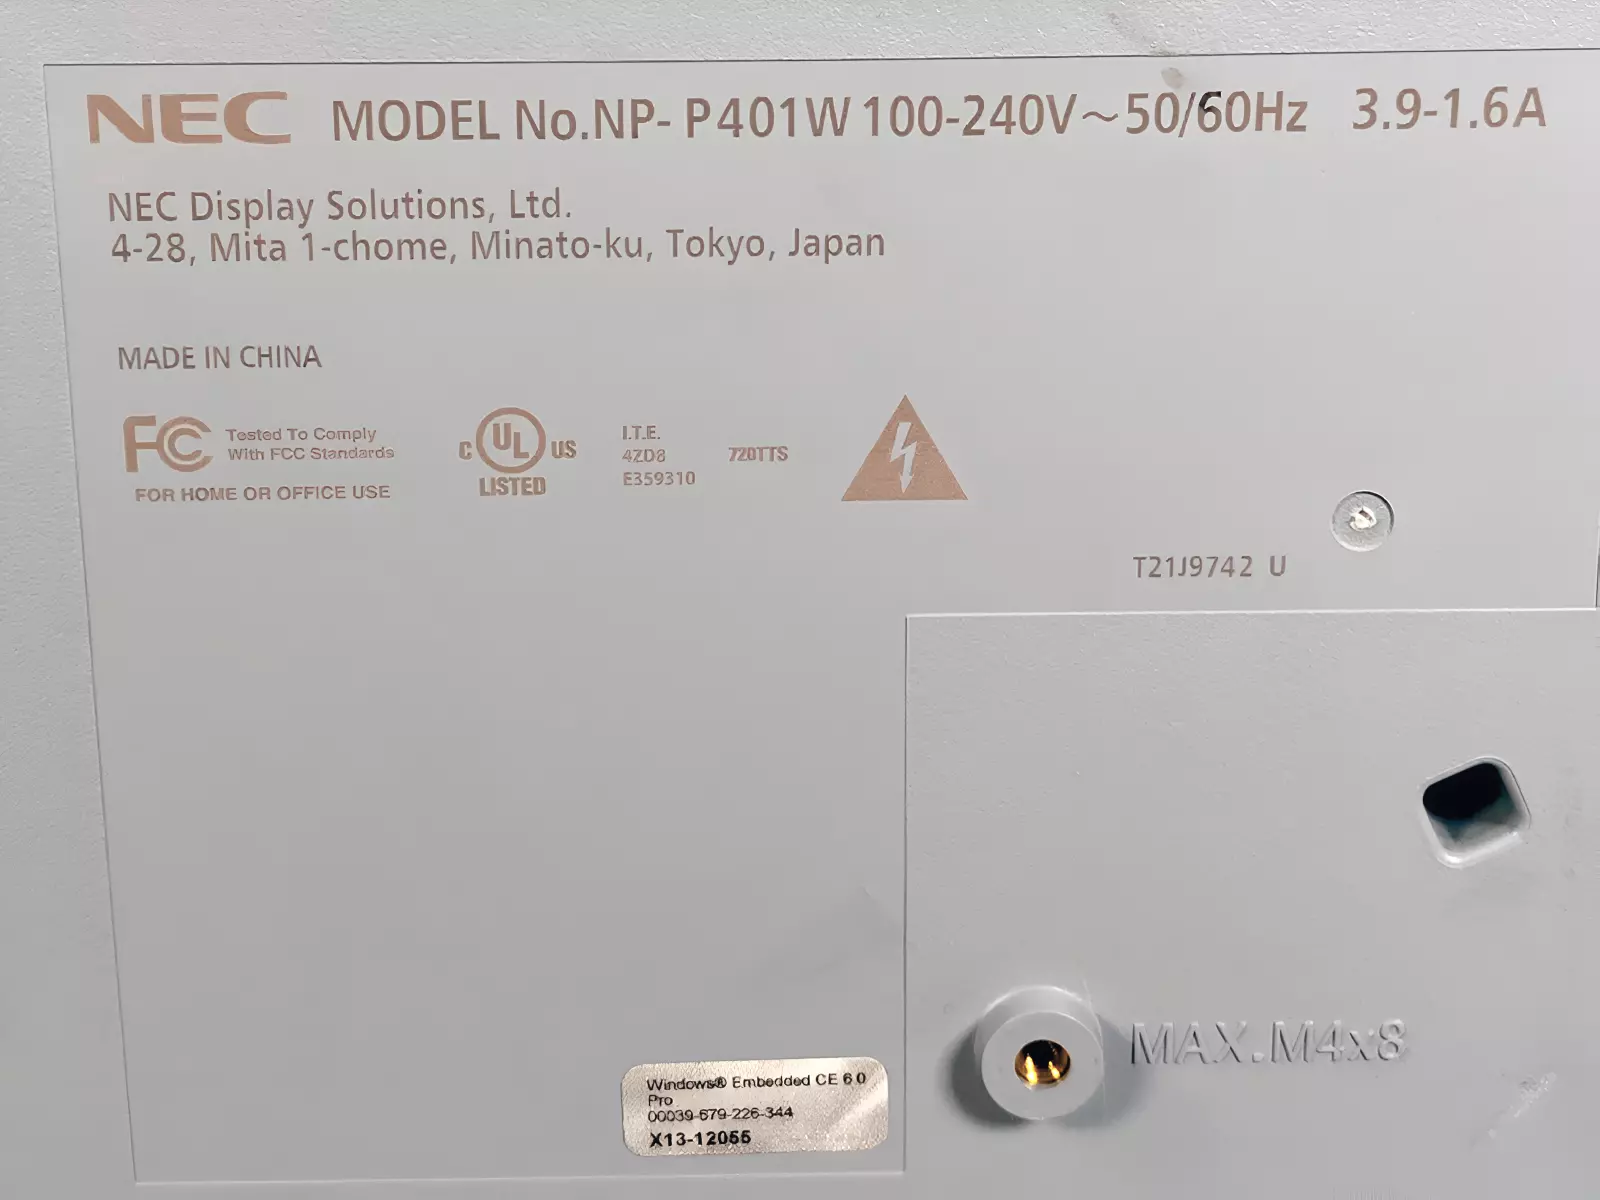 NEC MODEL No.NP- P401W 100-240V~50/60Hz 3.9-1.6A
NEC Display Solutions, Ltd.
4-28, Mita 1-chome, Minato-ku, Tokyo, Japan
MADE IN CHINA
FC Tested To Comply
With FCC Standards
FOR HOME OR OFFICE USE
C UL US
LISTED
I.T.E.
4ZD8
E359310
720TTS
T21J9742 U
MAX.M4x8
Windows® Embedded CE 6.0
Pro
00039-679-226-344
X13-12055